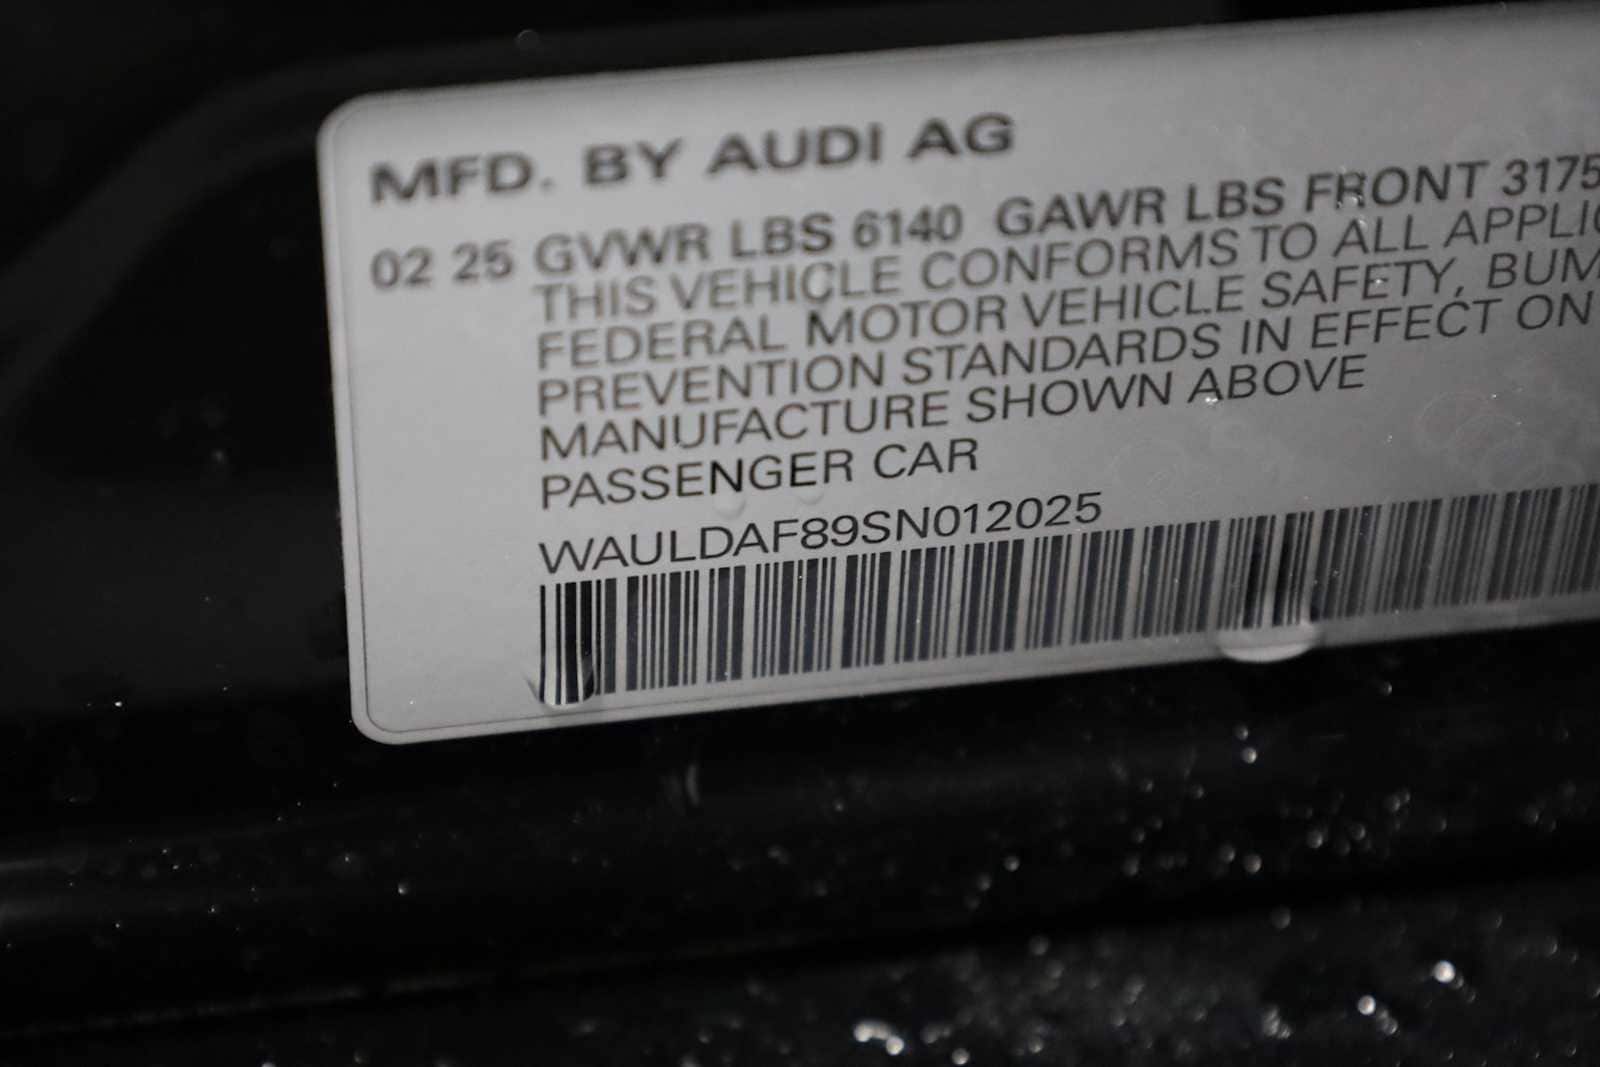 MFD. BY AUDI AG
02 25 GVWR LBS 6140 GAWR LBS FRONT 3175
THIS VEHICLE CONFORMS TO ALL APPLIC
FEDERAL MOTOR VEHICLE SAFETY, BUM
PREVENTION STANDARDS IN EFFECT ON
MANUFACTURE SHOWN ABOVE
PASSENGER CAR
WAULDAF89SN012025